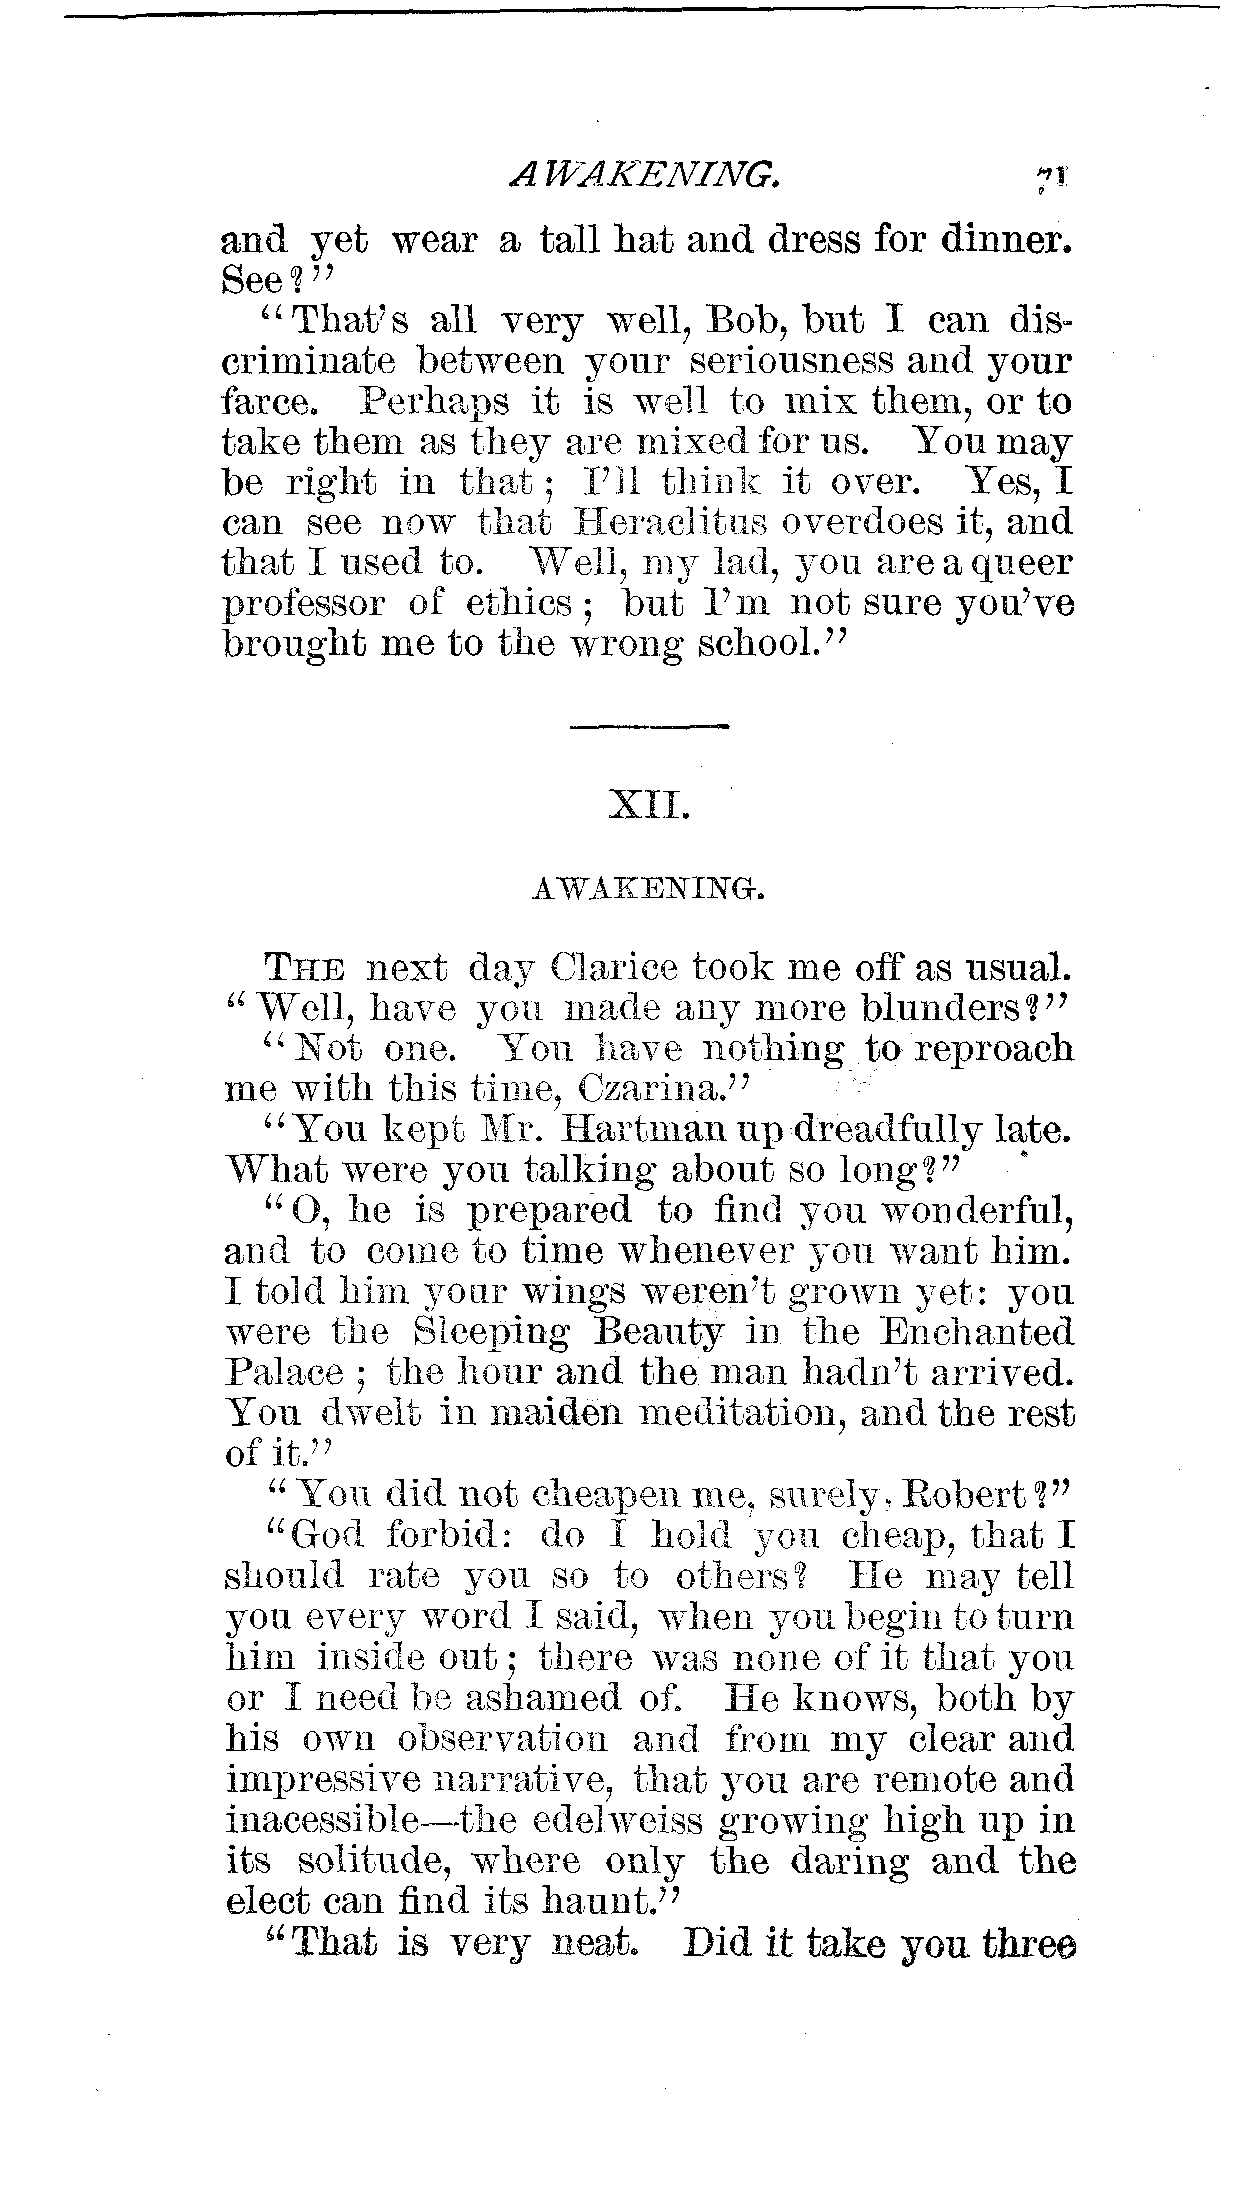 AWAKENING. 71
and yet wear a tall hat and dress for dinner.
See?"
"That's all very well, Bob, but I can dis-
criminate between your seriousness and your
farce. Perhaps it is well to mix them, or to
take them as they are mixed for us. You may
be right in that; I'll think it over. Yes, I
can see now that Heraclitus overdoes it, and
that I used to. Well, my lad, you are a queer
professor of ethics; but I'm not sure you've
brought me to the wrong school."
XII.
AWAKENING.
THE next day Clarice took me off as usual.
"Well, have you made any more blunders?"
"Not one. You have nothing to reproach
me with this time, Czarina."
"You kept Mr. Hartman up dreadfully late.
What were you talking about so long?"
"O, he is prepared to find you wonderful,
and to come to time whenever you want him.
I told him your wings weren't grown yet: you
were the Sleeping Beauty in the Enchanted
Palace; the hour and the man hadn't arrived.
You dwelt in maiden meditation, and the rest
of it."
"You did not cheapen me, surely, Robert?"
"God forbid: do I hold you cheap, that I
should rate you so to others? He may tell
you every word I said, when you begin to turn
him inside out; there was none of it that you
or I need be ashamed of. He knows, both by
his own observation and from my clear and
impressive narrative, that you are remote and
inacessible—the edelweiss growing high up in
its solitude, where only the daring and the
elect can find its haunt."
"That is very neat. Did it take you three